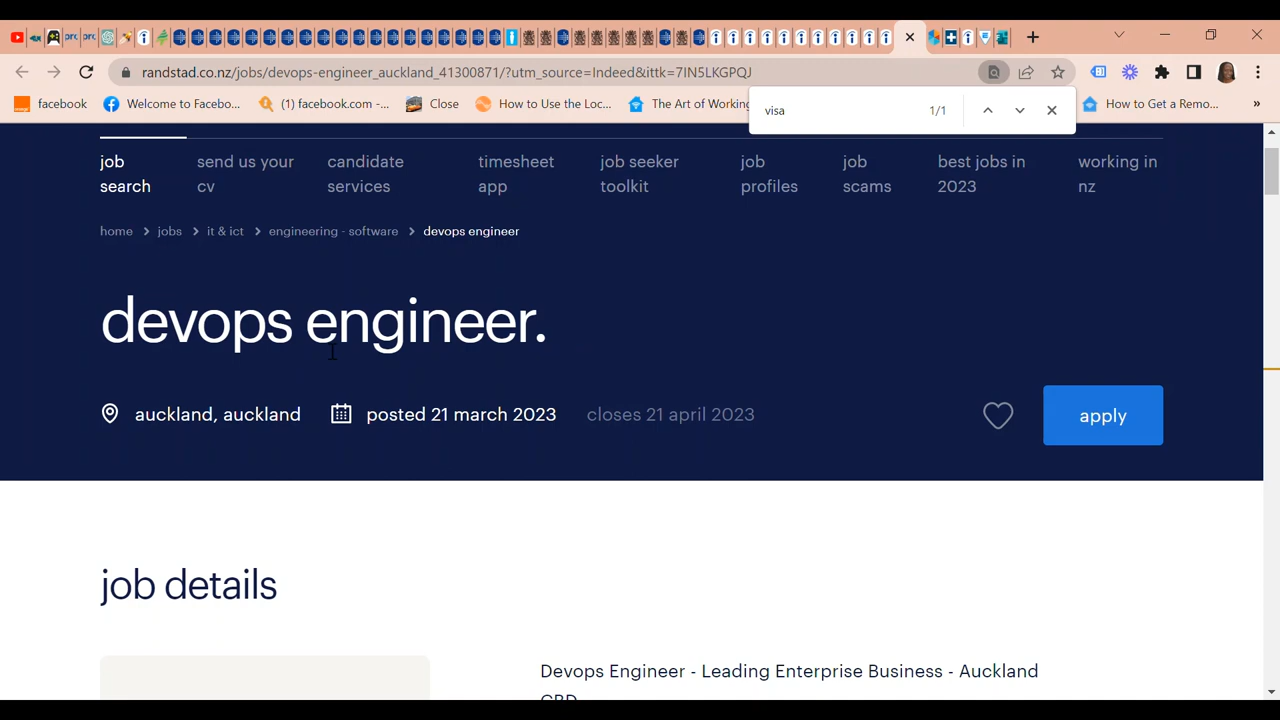 prc
prc
randstad.co.nz/jobs/devops-engineer_auckland_41300871/?utm_source=Indeed&ittk=7IN5LKGPQJ
facebook
Welcome to Facebo...
(1) facebook.com -...
Close
How to Use the Loc...
The Art of Working
How to Get a Remo...
»
visa
1/1
job search
send us your cv
candidate services
timesheet app
job seeker toolkit
job profiles
job scams
best jobs in 2023
working in nz
home > jobs > it & ict > engineering - software > devops engineer
devops engineer.
auckland, auckland
posted 21 march 2023
closes 21 april 2023
apply
job details
Devops Engineer - Leading Enterprise Business - Auckland
CBD